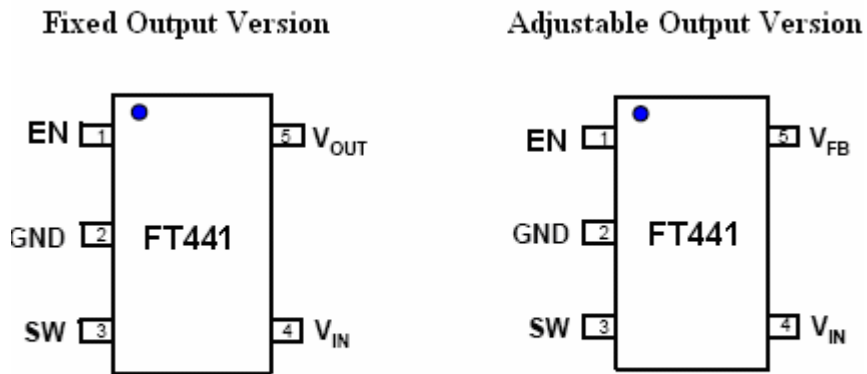 Fixed Output Version
EN 1
5 VOUT
GND 2
FT441
SW 3
4 VIN
Adjustable Output Version
EN 1
5 VFB
GND 2
FT441
SW 3
4 VIN